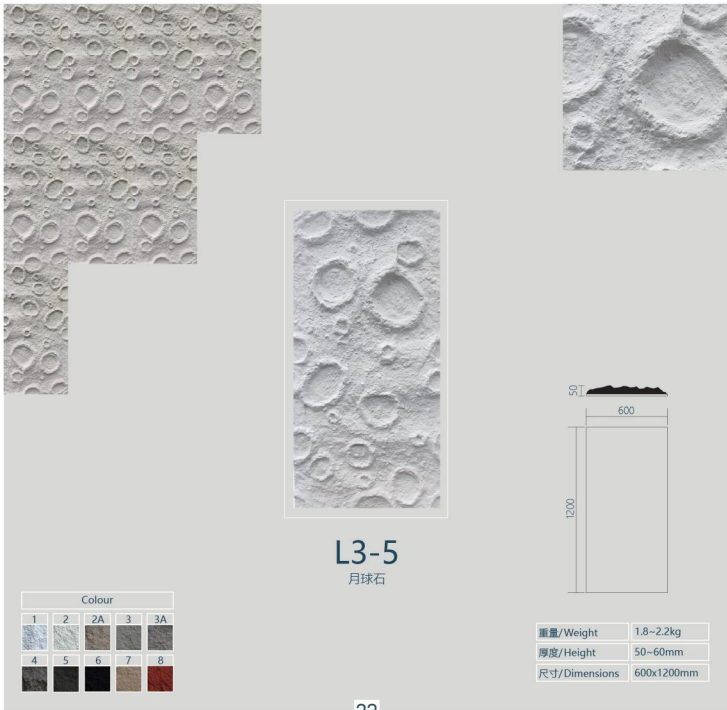 50
600
1200
L3-5
月球石
Colour
1 2 2A 3 3A
4 5 6 7 8
重量/Weight 1.8~2.2kg
厚度/Height 50~60mm
尺寸/Dimensions 600x1200mm